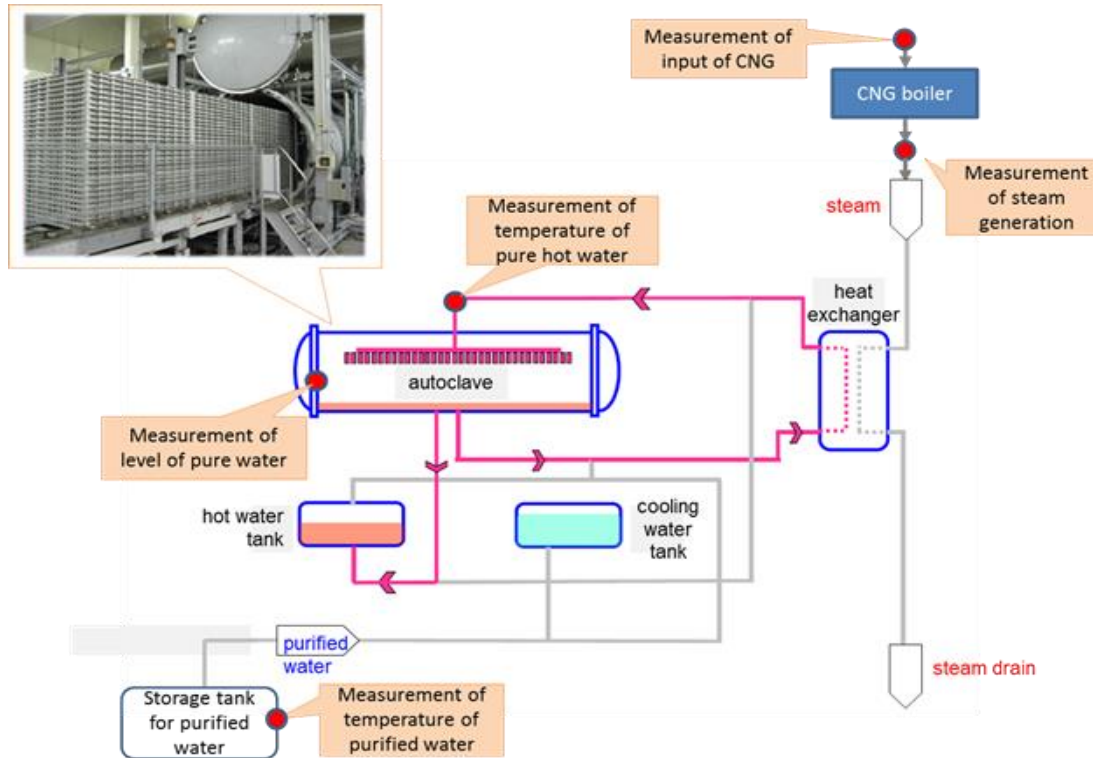 Measurement of
input of CNG
CNG boiler
Measurement
of steam
generation
steam
Measurement of
temperature of
pure hot water
heat
exchanger
autoclave
Measurement of
level of pure water
hot water
tank
cooling
water
tank
purified
water
steam drain
Storage tank
for purified
water
Measurement of
temperature of
purified water